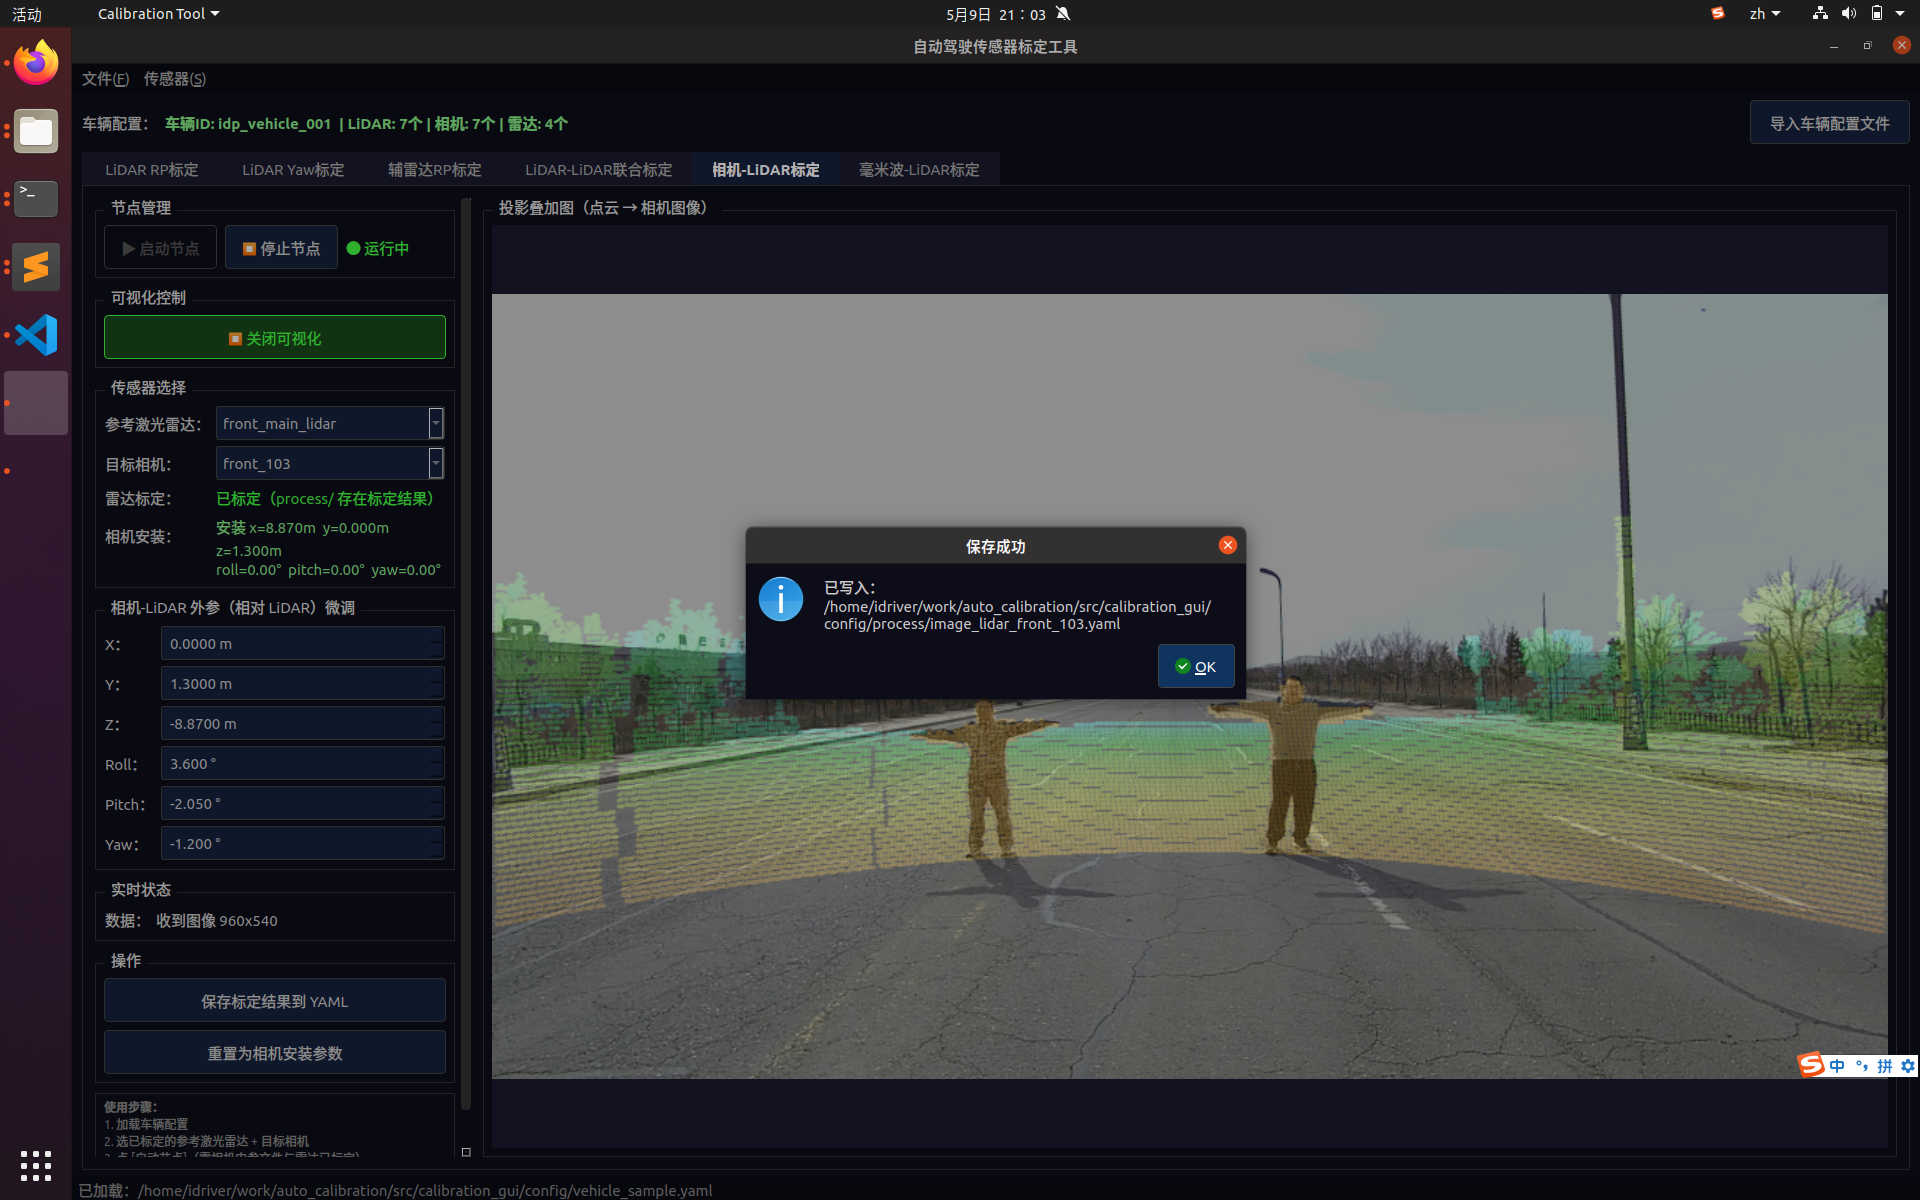 活动
Calibration Tool
5月9日 21：03
zh
自动驾驶传感器标定工具
文件(F) 传感器(S)
车辆配置： 车辆ID: idp_vehicle_001 | LiDAR: 7个 | 相机: 7个 | 雷达: 4个
导入车辆配置文件
LiDAR RP标定 LiDAR Yaw标定 辅雷达RP标定 LiDAR-LiDAR联合标定 相机-LiDAR标定 毫米波-LiDAR标定
节点管理
启动节点 停止节点 运行中
可视化控制
关闭可视化
传感器选择
参考激光雷达： front_main_lidar
目标相机： front_103
雷达标定： 已标定（process/ 存在标定结果）
相机安装： 安装 x=8.870m y=0.000m
z=1.300m
roll=0.00° pitch=0.00° yaw=0.00°
相机-LiDAR 外参（相对 LiDAR）微调
X： 0.0000 m
Y： 1.3000 m
Z： -8.8700 m
Roll： 3.600 °
Pitch： -2.050 °
Yaw： -1.200 °
实时状态
数据： 收到图像 960x540
操作
保存标定结果到 YAML
重置为相机安装参数
使用步骤：
1. 加载车辆配置
2. 选已标定的参考激光雷达 + 目标相机
投影叠加图（点云 → 相机图像）
保存成功
已写入：
/home/idriver/work/auto_calibration/src/calibration_gui/
config/process/image_lidar_front_103.yaml
OK
中 °， 拼
已加载：/home/idriver/work/auto_calibration/src/calibration_gui/config/vehicle_sample.yaml